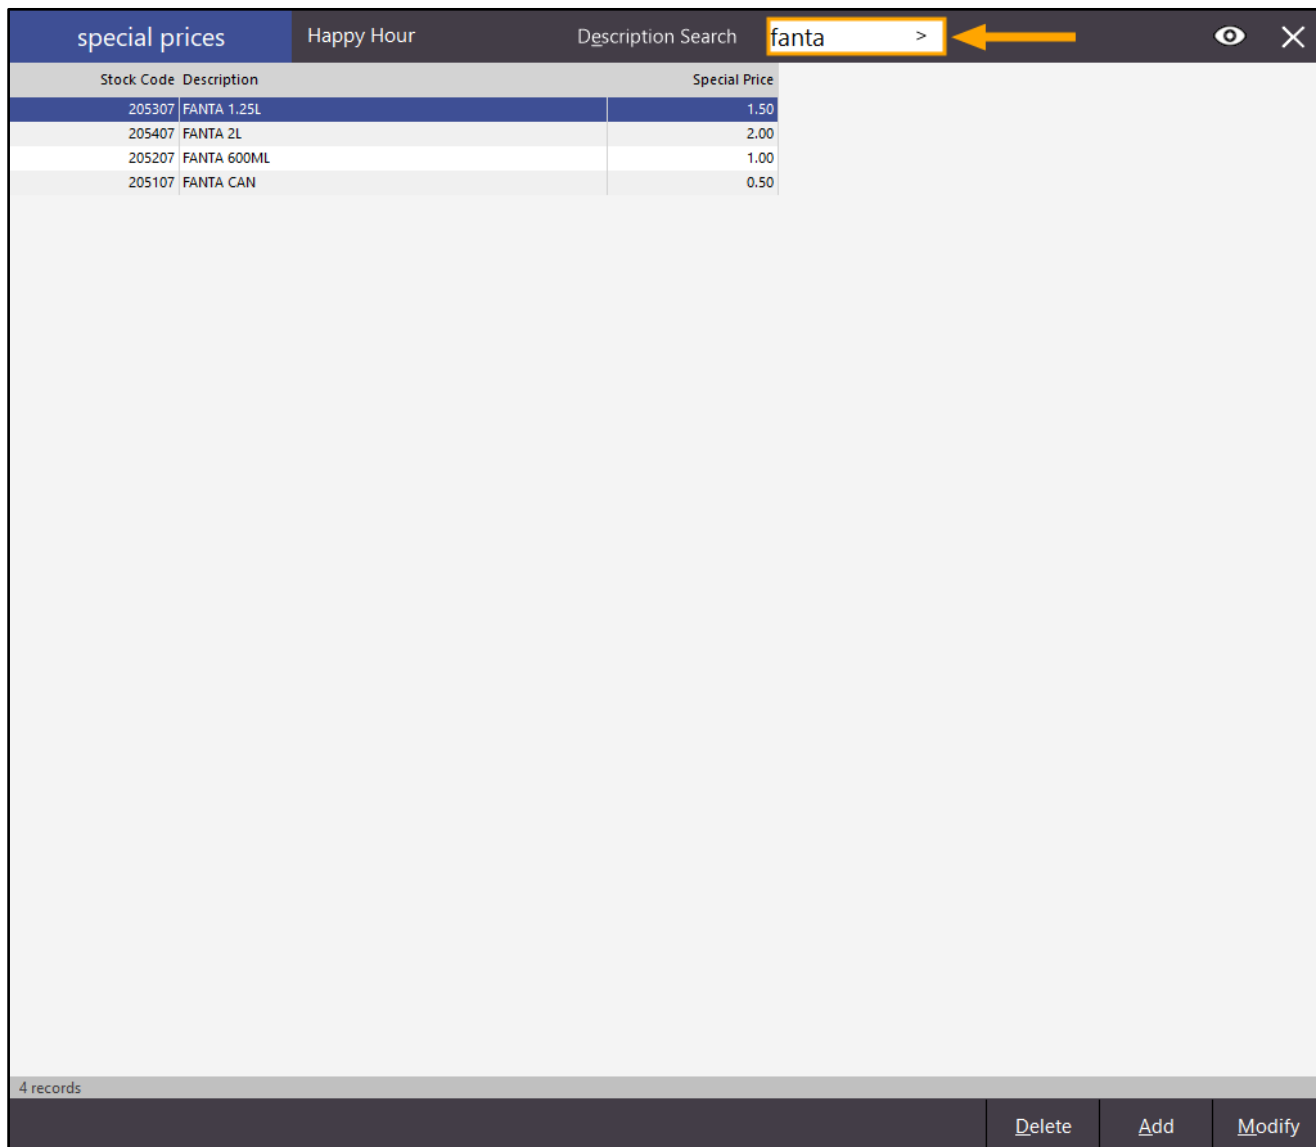 special prices Happy Hour Description Search fanta >
Stock Code Description Special Price
205307 FANTA 1.25L 1.50
205407 FANTA 2L 2.00
205207 FANTA 600ML 1.00
205107 FANTA CAN 0.50
4 records
Delete Add Modify